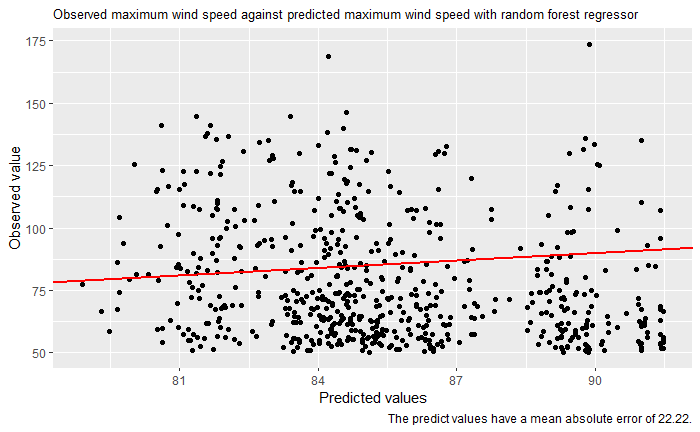 Observed maximum wind speed against predicted maximum wind speed with random forest regressor
175
150
125
100
75
50
Observed value
81
84
87
90
Predicted values
The predict values have a mean absolute error of 22.22.